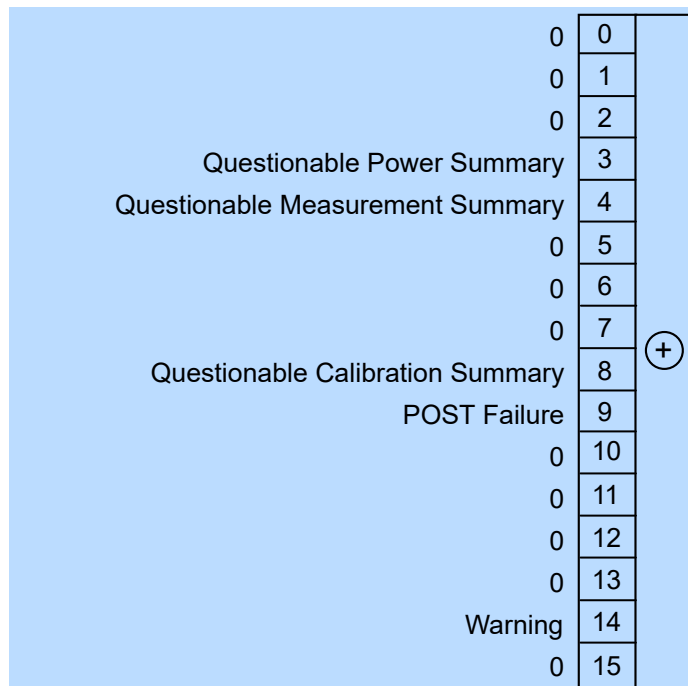 0 0
0 1
0 2
Questionable Power Summary 3
Questionable Measurement Summary 4
0 5
0 6
0 7
+
Questionable Calibration Summary 8
POST Failure 9
0 10
0 11
0 12
0 13
Warning 14
0 15